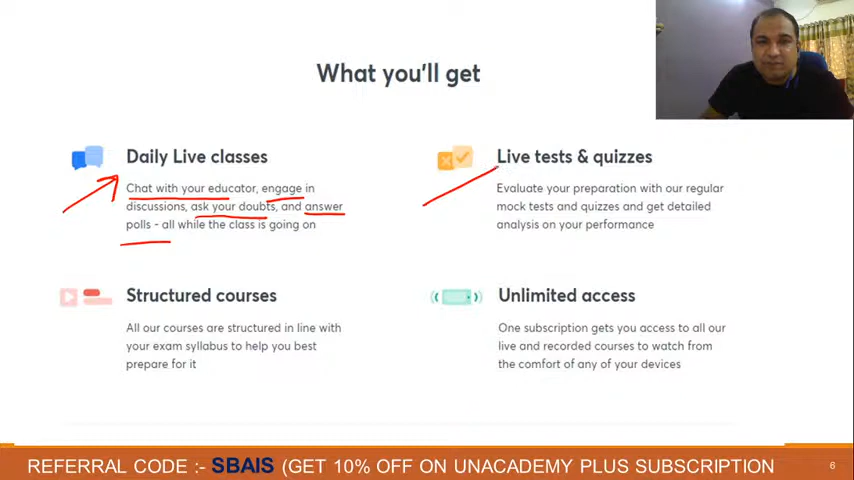 What you'll get
Daily Live classes
Chat with your educator, engage in
discussions, ask your doubts, and answer
polls - all while the class is going on
Live tests & quizzes
Evaluate your preparation with our regular
mock tests and quizzes and get detailed
analysis on your performance
Structured courses
All our courses are structured in line with
your exam syllabus to help you best
prepare for it
Unlimited access
One subscription gets you access to all our
live and recorded courses to watch from
the comfort of any of your devices
REFERRAL CODE :- SBAIS (GET 10% OFF ON UNACADEMY PLUS SUBSCRIPTION
6